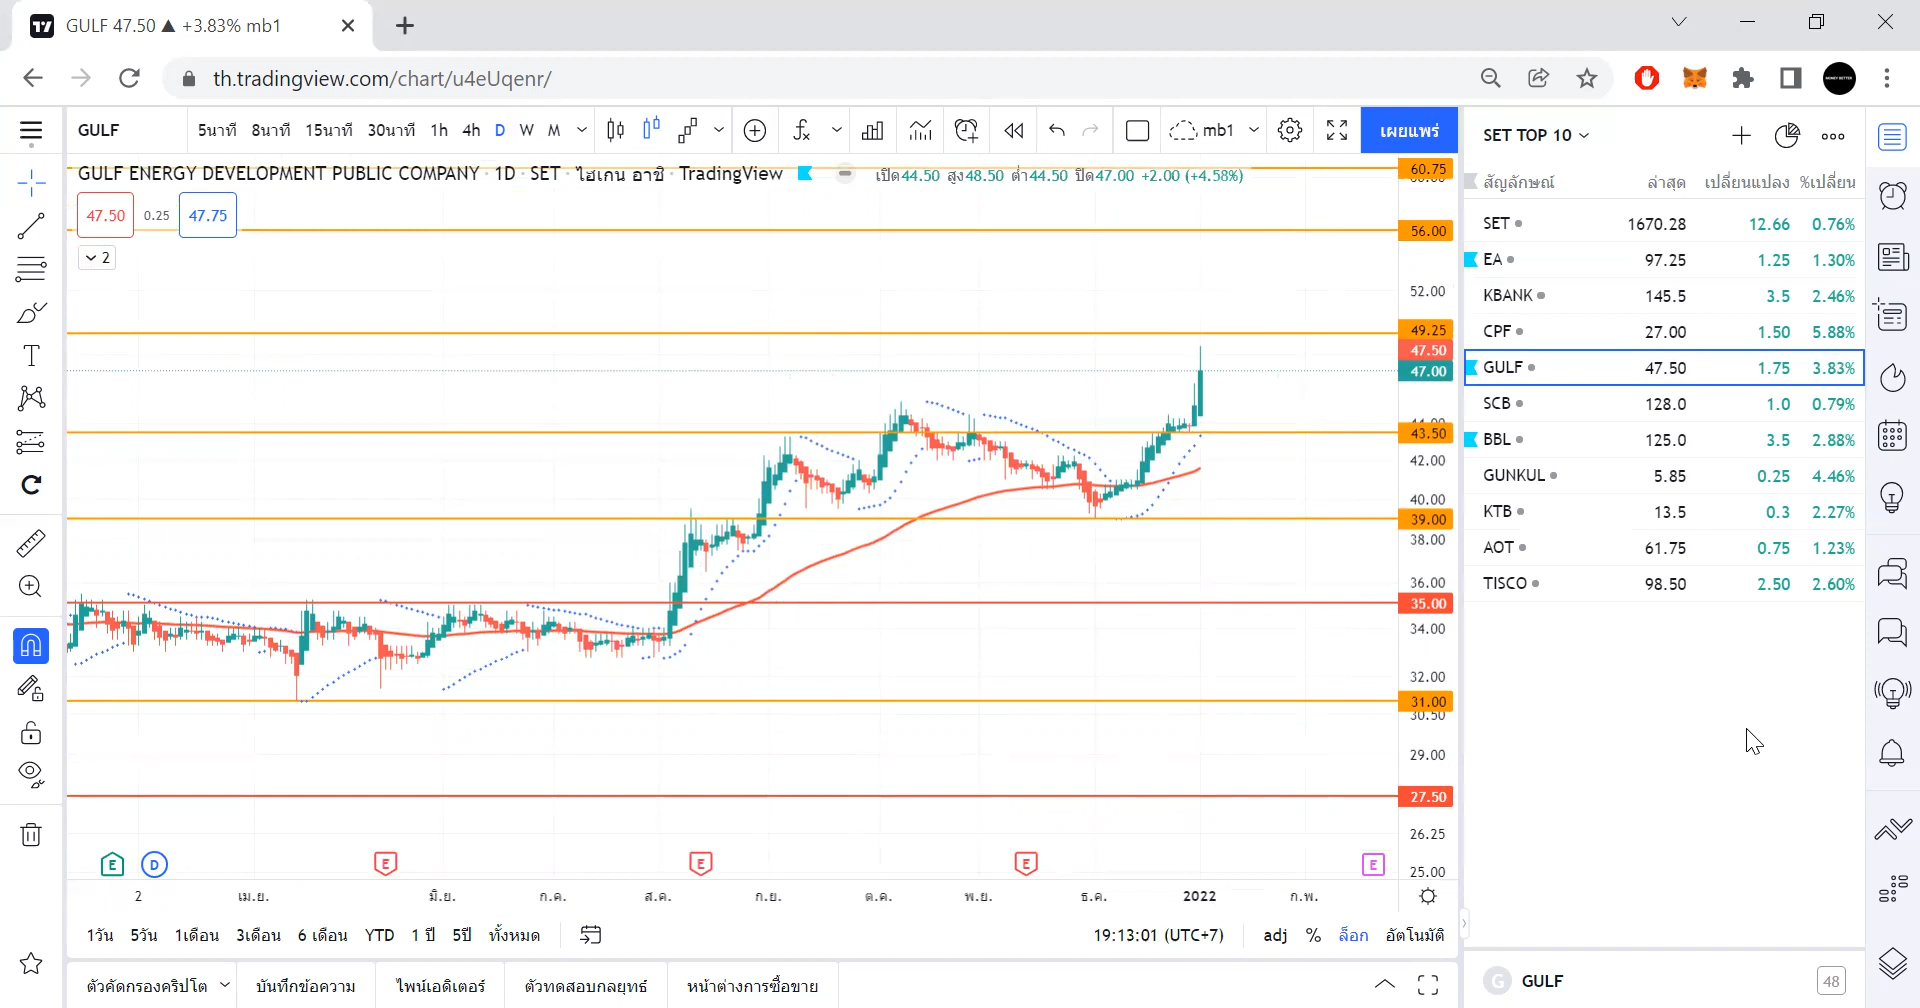 GULF 47.50 ▲ +3.83% mb1
th.tradingview.com/chart/u4eUqenr/
GULF 5นาที 8นาที 15นาที 30นาที 1h 4h D W M mb1 เผยแพร่
GULF ENERGY DEVELOPMENT PUBLIC COMPANY · 1D · SET · ไฮเกน อาชิ · TradingView เปิด44.50 สูง48.50 ต่ำ44.50 ปิด47.00 +2.00 (+4.58%)
47.50 0.25 47.75
2
60.75
56.00
52.00
49.25
47.50
47.00
44.00
43.50
42.00
40.00
39.00
38.00
36.00
35.00
34.00
32.00
31.00
30.50
29.00
27.50
26.25
25.00
E D E E E E
2 เม.ย. มิ.ย. ก.ค. ส.ค. ก.ย. ต.ค. พ.ย. ธ.ค. 2022 ก.พ.
1วัน 5วัน 1เดือน 3เดือน 6 เดือน YTD 1 ปี 5ปี ทั้งหมด 19:13:01 (UTC+7) adj % ล็อก อัตโนมัติ
ตัวคัดกรองคริปโต บันทึกข้อความ ไพน์เอดิเตอร์ ตัวทดสอบกลยุทธ์ หน้าต่างการซื้อขาย
SET TOP 10
สัญลักษณ์ ล่าสุด เปลี่ยนแปลง %เปลี่ยน
SET 1670.28 12.66 0.76%
EA 97.25 1.25 1.30%
KBANK 145.5 3.5 2.46%
CPF 27.00 1.50 5.88%
GULF 47.50 1.75 3.83%
SCB 128.0 1.0 0.79%
BBL 125.0 3.5 2.88%
GUNKUL 5.85 0.25 4.46%
KTB 13.5 0.3 2.27%
AOT 61.75 0.75 1.23%
TISCO 98.50 2.50 2.60%
G GULF 48